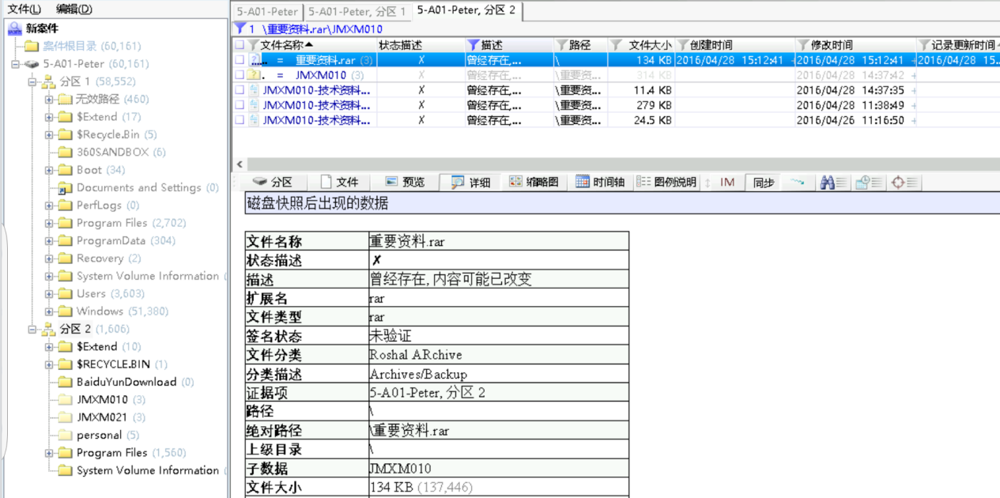 文件(L) 编辑(D)
新案件
案件根目录 (60,161)
5-A01-Peter (60,161)
分区 1 (58,552)
无效路径 (460)
$Extend (17)
$Recycle.Bin (5)
360SANDBOX (6)
Boot (34)
Documents and Settings (0)
PerfLogs (0)
Program Files (2,702)
ProgramData (304)
Recovery (2)
System Volume Information (
Users (3,603)
Windows (51,380)
分区 2 (1,606)
$Extend (10)
$RECYCLE.BIN (1)
BaiduYunDownload (0)
JMXM010 (3)
JMXM021 (3)
personal (5)
Program Files (1,560)
System Volume Information (
5-A01-Peter 5-A01-Peter, 分区 1 5-A01-Peter, 分区 2
1 \重要资料.rar\JMXM010
文件名称 状态描述 描述 路径 文件大小 创建时间 修改时间 记录更新时间
.. = 重要资料.rar (3) ✗ 曾经存在,... \ 134 KB 2016/04/28 15:12:41 + 2016/04/28 15:12:41 + 2016/04/28 15...
. = JMXM010 (3) ✗ 曾经存在,... \重要资... 314 KB 2016/04/28 14:37:42 +
JMXM010-技术资料... ✗ 曾经存在,... \重要资... 11.4 KB 2016/04/28 14:37:35 +
JMXM010-技术资料... ✗ 曾经存在,... \重要资... 279 KB 2016/04/28 11:38:49 +
JMXM010-技术资料... ✗ 曾经存在,... \重要资... 24.5 KB 2016/04/26 11:16:50 +
分区 文件 预览 详细 缩略图 时间轴 图例说明 IM 同步
磁盘快照后出现的数据
文件名称 重要资料.rar
状态描述 ✗
描述 曾经存在, 内容可能已改变
扩展名 rar
文件类型 rar
签名状态 未验证
文件分类 Roshal ARchive
分类描述 Archives/Backup
证据项 5-A01-Peter, 分区 2
路径 \
绝对路径 \重要资料.rar
上级目录 \
子数据 JMXM010
文件大小 134 KB (137,446)